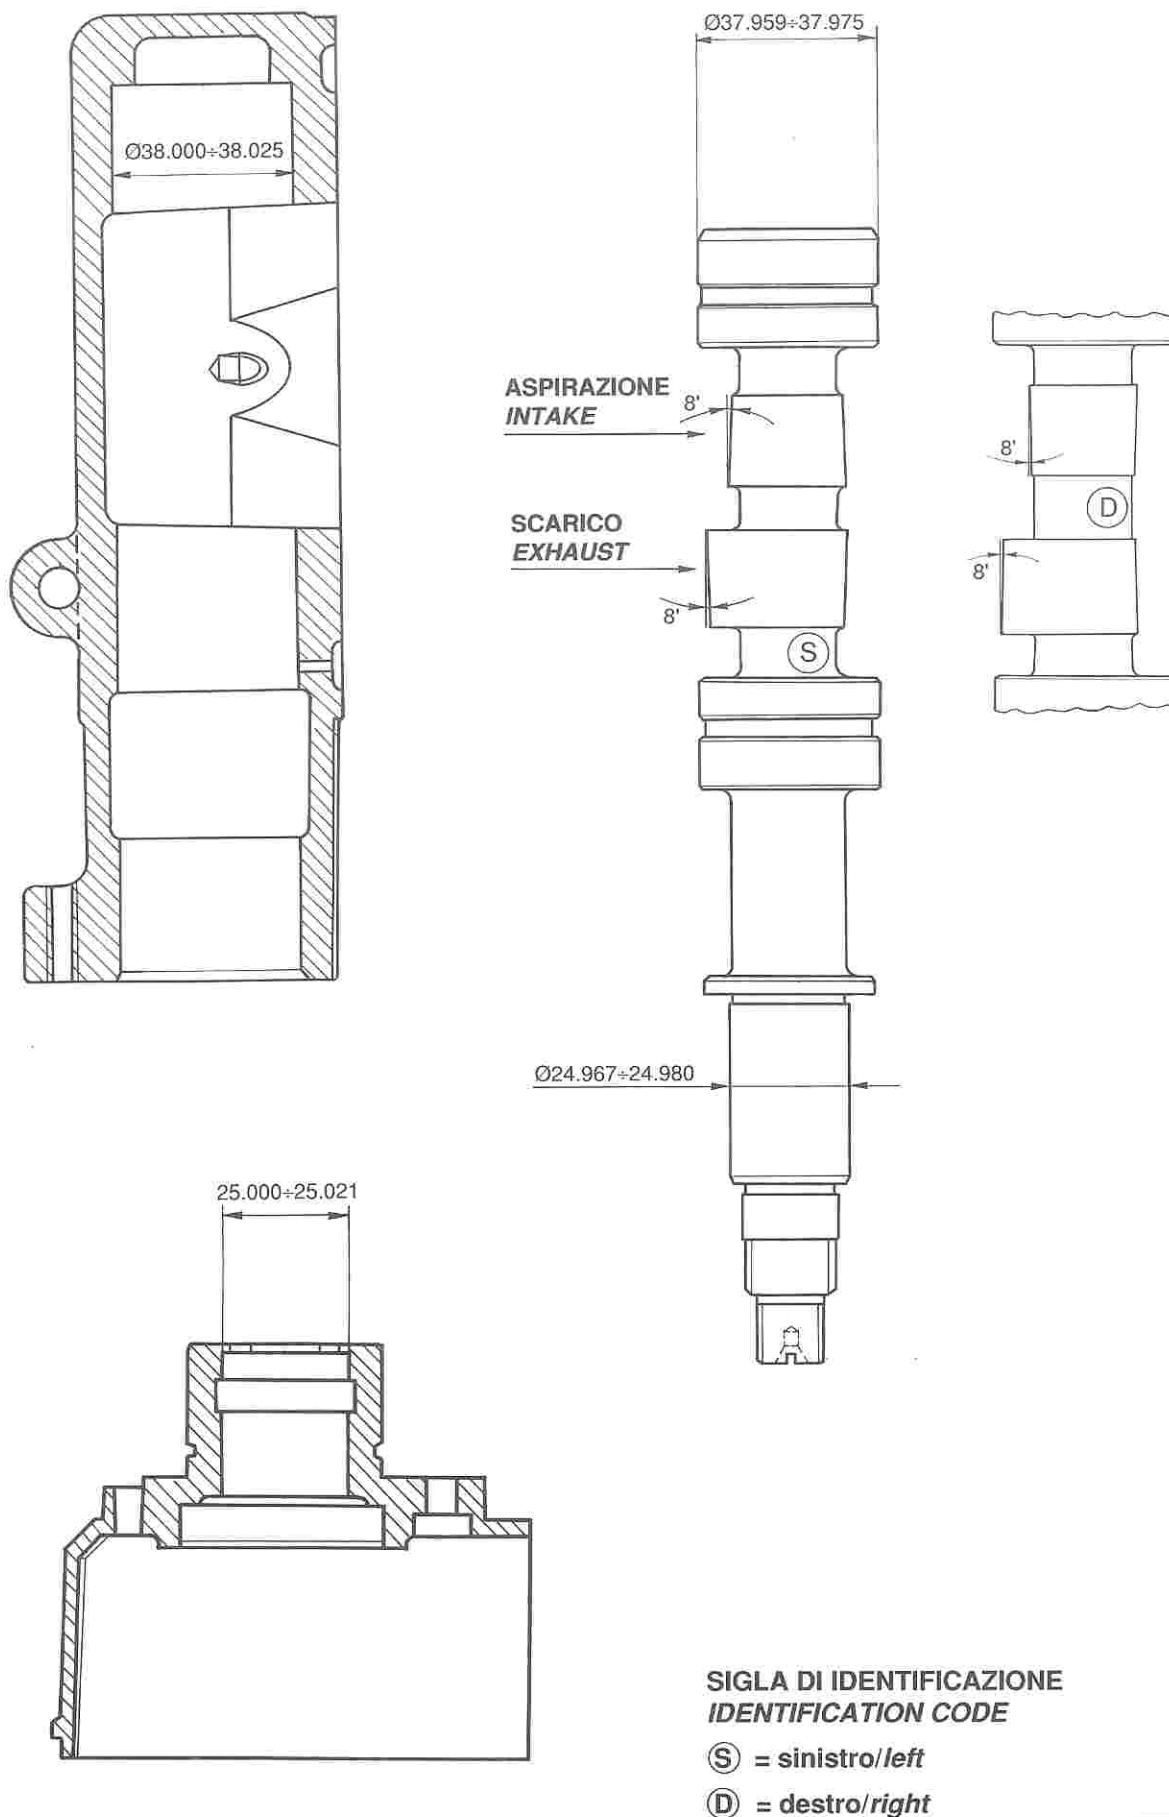 Ø37.959÷37.975
Ø38.000÷38.025
ASPIRAZIONE
INTAKE
8'
8'
SCARICO
EXHAUST
D
8'
8'
S
Ø24.967÷24.980
25.000÷25.021
SIGLA DI IDENTIFICAZIONE
IDENTIFICATION CODE
S = sinistro/left
D = destro/right